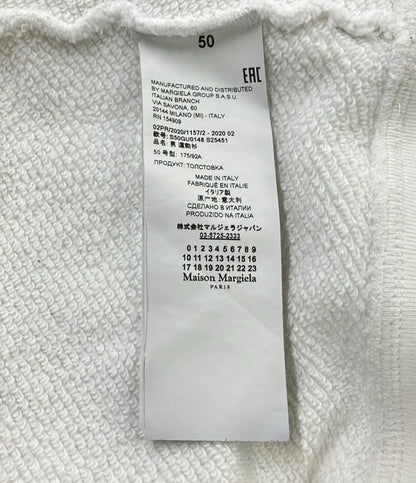 50
EAC
MANUFACTURED AND DISTRIBUTED
BY MARGIELA GROUP S.A.S.U.
ITALIAN BRANCH
VIA SAVONA, 60
20144 MILANO (MI) - ITALY
RN 154909
02PR/2020/1157/2 - 2020 02
款号: S50GU0148 S25451
品名: 男 運動衫
50 号型: 175/92A
ПРОДУКТ: ТОЛСТОВКА
MADE IN ITALY
FABRIQUÉ EN ITALIE
イタリア製
原产地: 意大利
СДЕЛАНО В ИТАЛИИ
PRODUZIDO NA ITALIA
株式会社マルジェラジャパン
03-5725-2333
0 1 2 3 4 5 6 7 8 9
10 11 12 13 14 15 16
17 18 19 20 21 22 23
Maison Margiela
PARIS